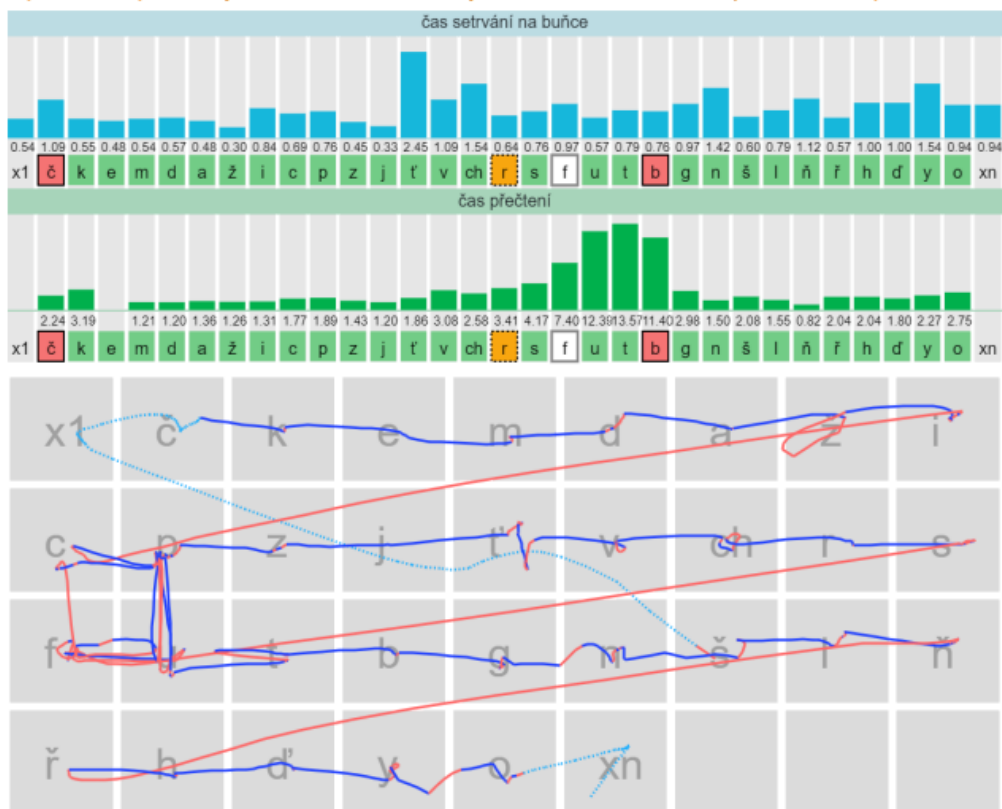 čas setrvání na buňce
0.54 1.09 0.55 0.48 0.54 0.57 0.48 0.30 0.84 0.69 0.76 0.45 0.33 2.45 1.09 1.54 0.64 0.76 0.97 0.57 0.79 0.76 0.97 1.42 0.60 0.79 1.12 0.57 1.00 1.00 1.54 0.94 0.94
x1 č k e m d a ž i c p z j ť v ch r s f u t b g n š l ň ř h ď y o xn
čas přečtení
2.24 3.19 1.21 1.20 1.36 1.26 1.31 1.77 1.89 1.43 1.20 1.86 3.08 2.58 3.41 4.17 7.40 12.39 13.57 11.40 2.98 1.50 2.08 1.55 0.82 2.04 2.04 1.80 2.27 2.75
x1 č k e m d a ž i c p z j ť v ch r s f u t b g n š l ň ř h ď y o xn
x1 č k e m d a ž i
c p z j ť v ch r s
f u t b g n š l ň
ř h ď y o xn